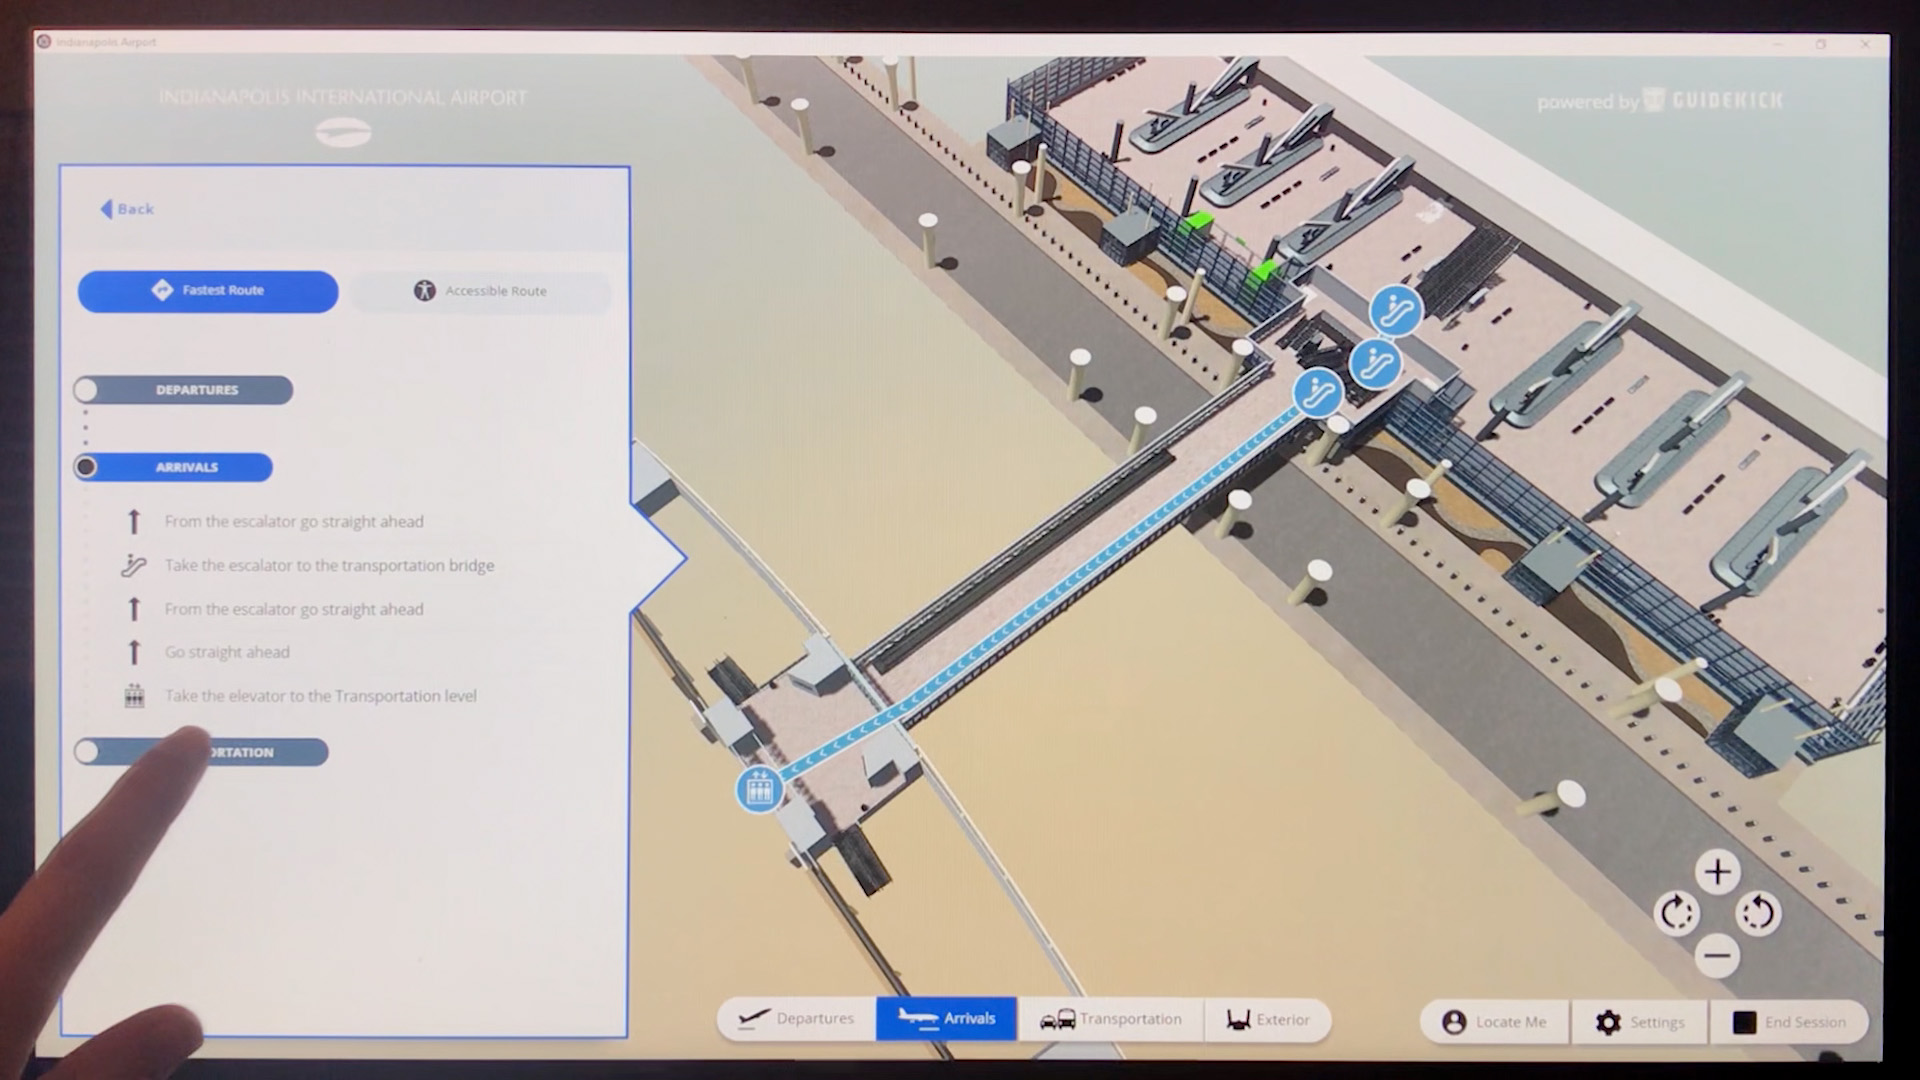 Indianapolis Airport
INDIANAPOLIS INTERNATIONAL AIRPORT
powered by GUIDEKICK
Back
Fastest Route
Accessible Route
DEPARTURES
ARRIVALS
From the escalator go straight ahead
Take the escalator to the transportation bridge
From the escalator go straight ahead
Go straight ahead
Take the elevator to the Transportation level
ORTATION
Departures
Arrivals
Transportation
Exterior
Locate Me
Settings
End Session